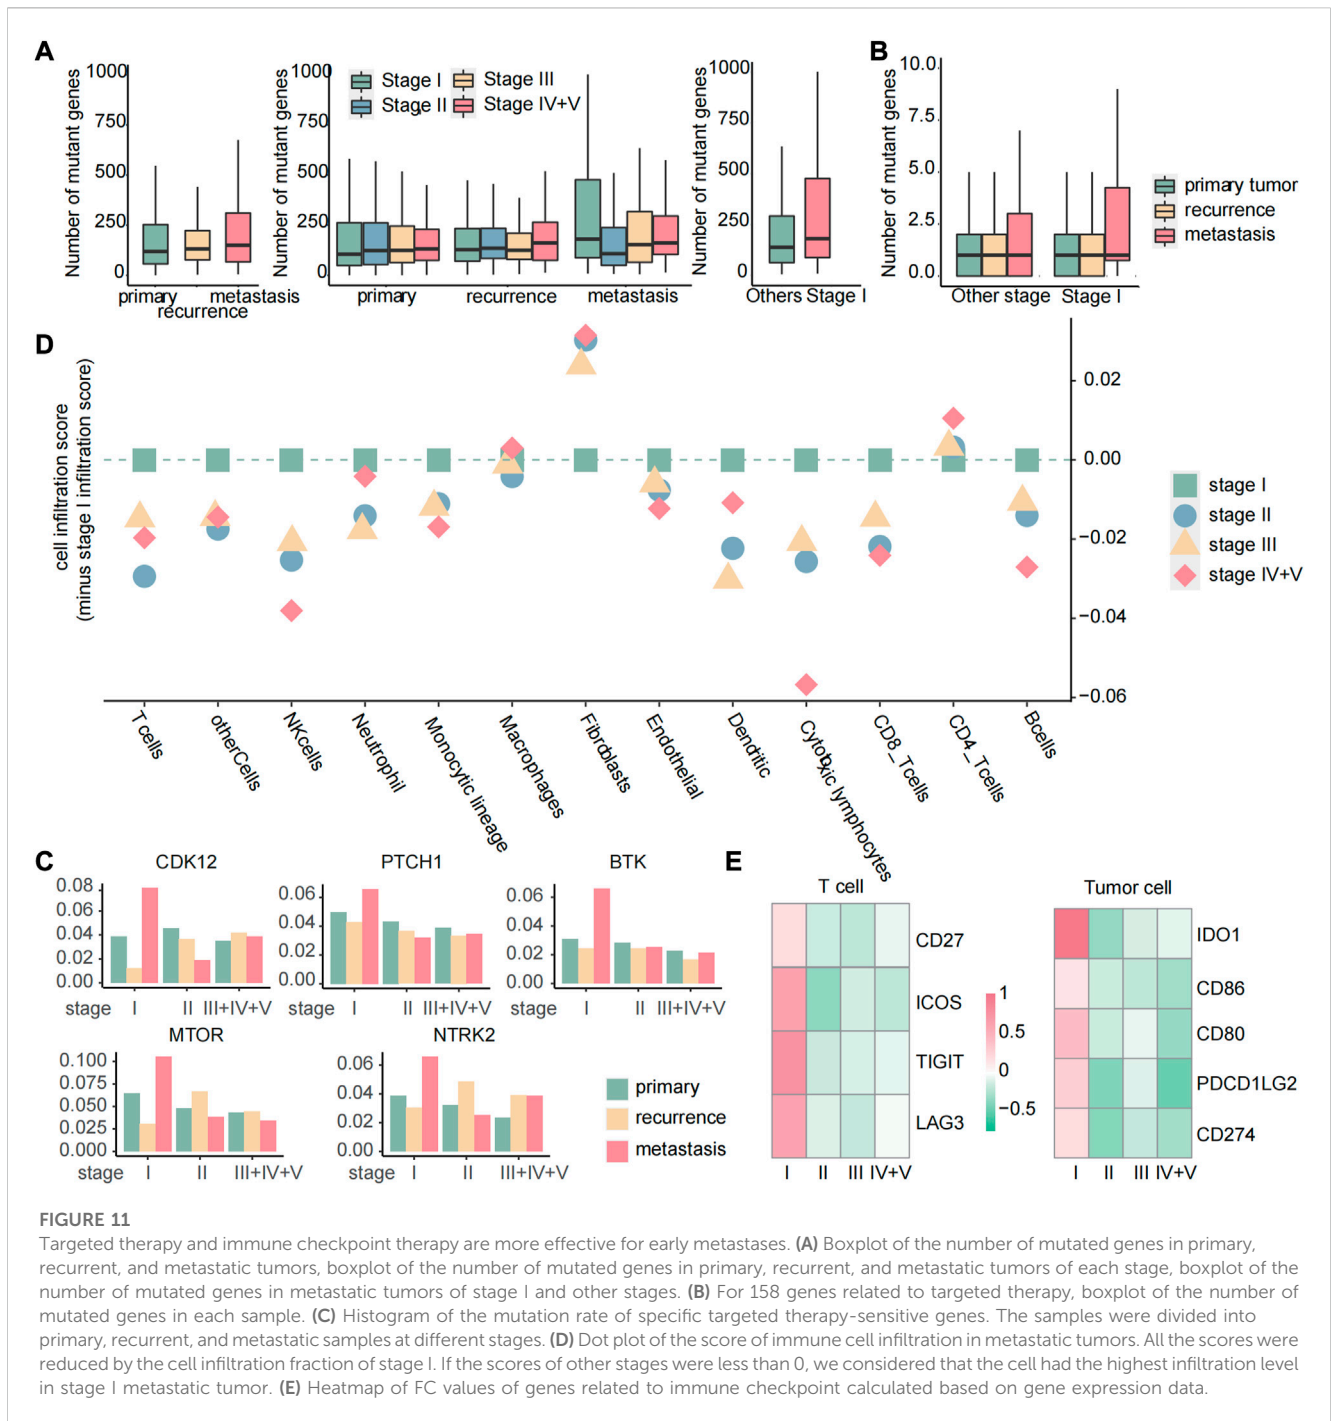 A
Number of mutant genes
1000
750
500
250
0
primary
recurrence
metastasis
Number of mutant genes
1000
750
500
250
0
Stage I
Stage II
Stage III
Stage IV+V
primary
recurrence
metastasis
Number of mutant genes
1000
750
500
250
0
Others Stage I
B
Number of mutant genes
10.0
7.5
5.0
2.5
0.0
Other stage
Stage I
primary tumor
recurrence
metastasis
D
cell infiltration score
(minus stage I infiltration score)
0.02
0.00
−0.02
−0.04
−0.06
stage I
stage II
stage III
stage IV+V
Tcells
otherCells
NKcells
Neutrophil
Monocytic lineage
Macrophages
Fibroblasts
Endothelial
Dendritic
Cytotoxic lymphocytes
CD8_Tcells
CD4_Tcells
Bcells
C
CDK12
0.08
0.06
0.04
0.02
0.00
stage
I
II
III+IV+V
PTCH1
0.06
0.04
0.02
0.00
I
II
III+IV+V
BTK
0.06
0.04
0.02
0.00
I
II
III+IV+V
MTOR
0.100
0.075
0.050
0.025
0.000
stage
I
II
III+IV+V
NTRK2
0.06
0.04
0.02
0.00
stage
I
II
III+IV+V
primary
recurrence
metastasis
E
T cell
CD27
ICOS
TIGIT
LAG3
I
II
III
IV+V
1
0.5
0
−0.5
Tumor cell
IDO1
CD86
CD80
PDCD1LG2
CD274
I
II
III
IV+V
FIGURE 11
Targeted therapy and immune checkpoint therapy are more effective for early metastases. (A) Boxplot of the number of mutated genes in primary,
recurrent, and metastatic tumors, boxplot of the number of mutated genes in primary, recurrent, and metastatic tumors of each stage, boxplot of the
number of mutated genes in metastatic tumors of stage I and other stages. (B) For 158 genes related to targeted therapy, boxplot of the number of
mutated genes in each sample. (C) Histogram of the mutation rate of specific targeted therapy-sensitive genes. The samples were divided into
primary, recurrent, and metastatic samples at different stages. (D) Dot plot of the score of immune cell infiltration in metastatic tumors. All the scores were
reduced by the cell infiltration fraction of stage I. If the scores of other stages were less than 0, we considered that the cell had the highest infiltration level
in stage I metastatic tumor. (E) Heatmap of FC values of genes related to immune checkpoint calculated based on gene expression data.